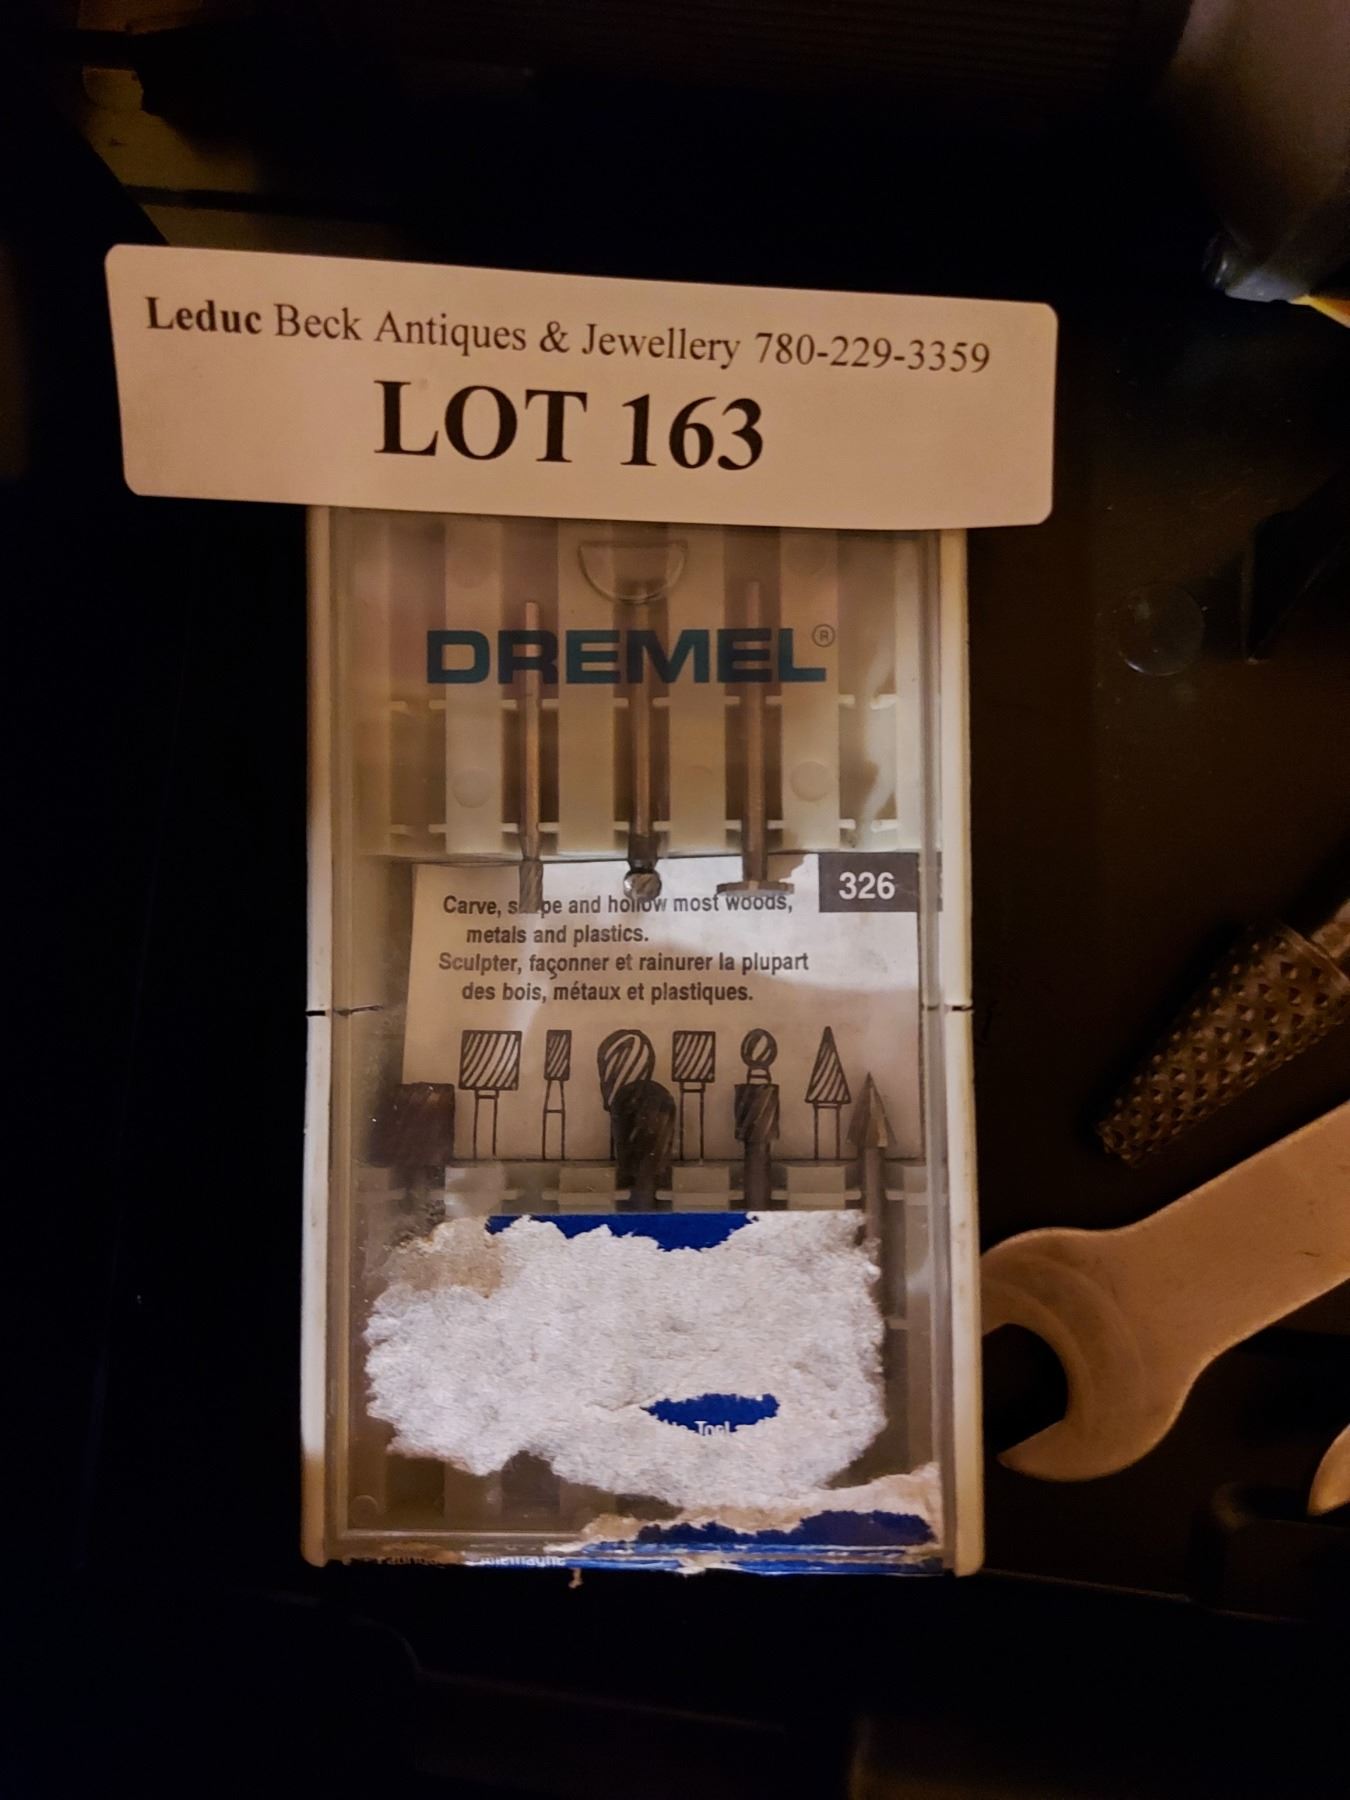 Leduc Beck Antiques & Jewellery 780-229-3359
LOT 163
DREMEL®
326
Carve, shape and hollow most woods,
metals and plastics.
Sculpter, façonner et rainurer la plupart
des bois, métaux et plastiques.